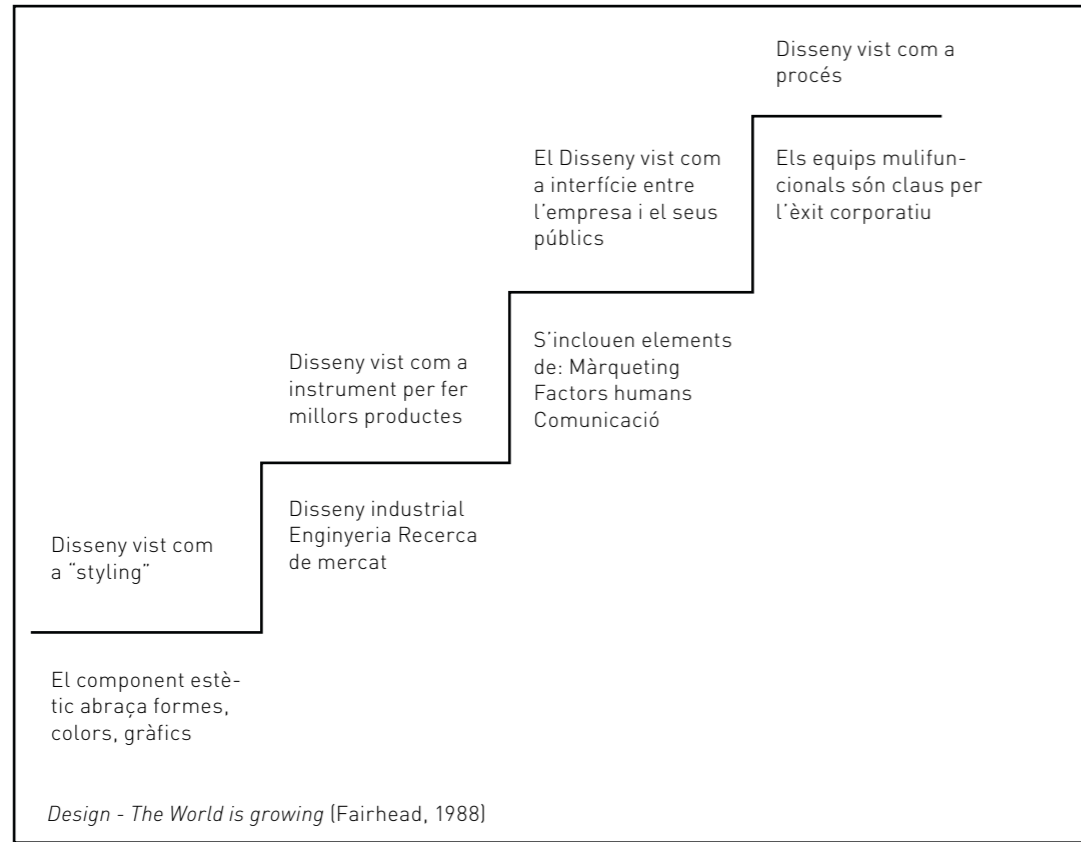 Disseny vist com a
procés
Els equips mulifun-
cionals són claus per
l'èxit corporatiu
El Disseny vist com
a interfície entre
l'empresa i el seus
públics
S'inclouen elements
de: Màrqueting
Factors humans
Comunicació
Disseny vist com a
instrument per fer
millors productes
Disseny industrial
Enginyeria Recerca
de mercat
Disseny vist com
a "styling"
El component estè-
tic abraça formes,
colors, gràfics
Design - The World is growing (Fairhead, 1988)